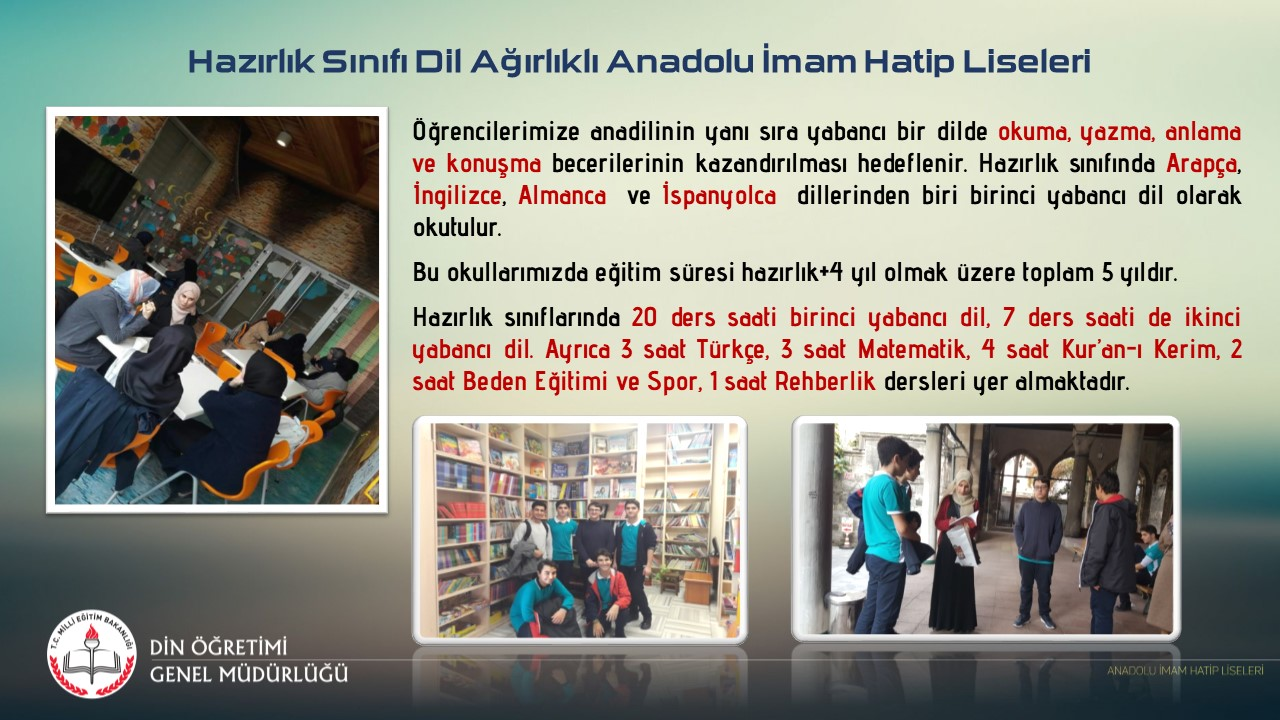 Hazırlık Sınıfı Dil Ağırlıklı Anadolu İmam Hatip Liseleri
Öğrencilerimize anadilinin yanı sıra yabancı bir dilde okuma, yazma, anlama
ve konuşma becerilerinin kazandırılması hedeflenir. Hazırlık sınıfında Arapça,
İngilizce, Almanca ve İspanyolca dillerinden biri birinci yabancı dil olarak
okutulur.
Bu okullarımızda eğitim süresi hazırlık+4 yıl olmak üzere toplam 5 yıldır.
Hazırlık sınıflarında 20 ders saati birinci yabancı dil, 7 ders saati de ikinci
yabancı dil. Ayrıca 3 saat Türkçe, 3 saat Matematik, 4 saat Kur'an-ı Kerim, 2
saat Beden Eğitimi ve Spor, 1 saat Rehberlik dersleri yer almaktadır.
T.C. MİLLİ EĞİTİM BAKANLIĞI
DİN ÖĞRETİMİ
GENEL MÜDÜRLÜĞÜ
ANADOLU İMAM HATİP LİSELERİ